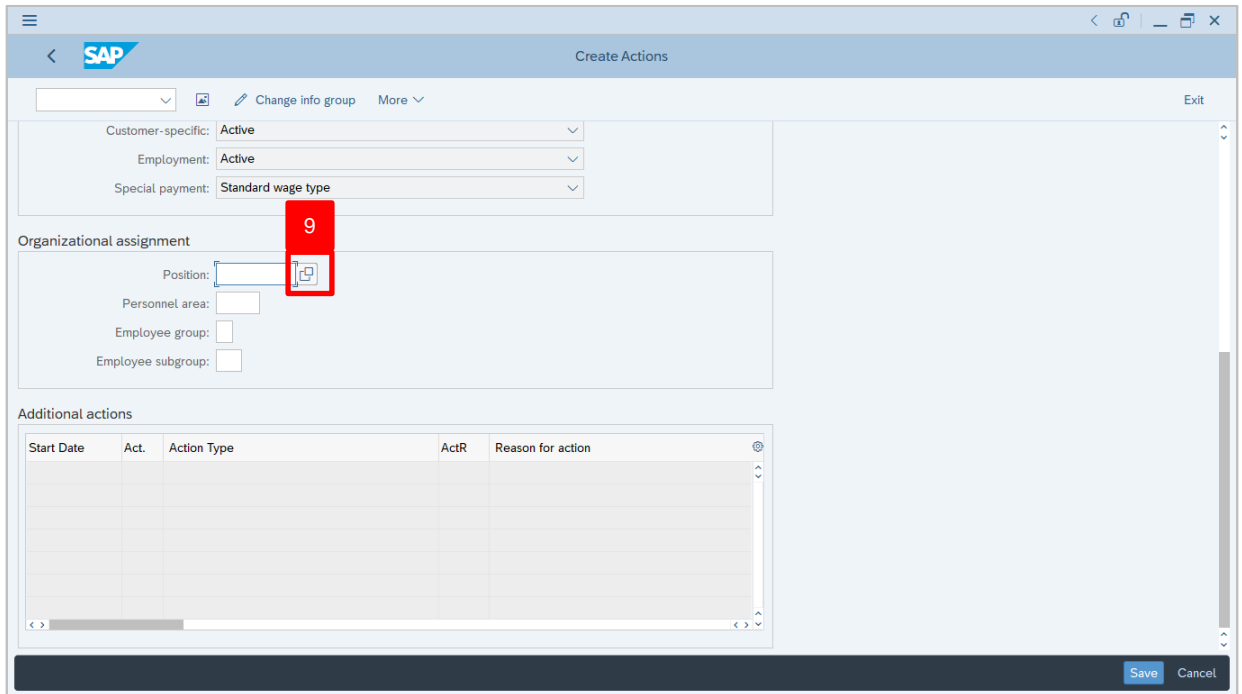 SAP
Create Actions
Change info group More Exit
Customer-specific: Active
Employment: Active
Special payment: Standard wage type
9
Organizational assignment
Position:
Personnel area:
Employee group:
Employee subgroup:
Additional actions
Start Date Act. Action Type ActR Reason for action
Save Cancel